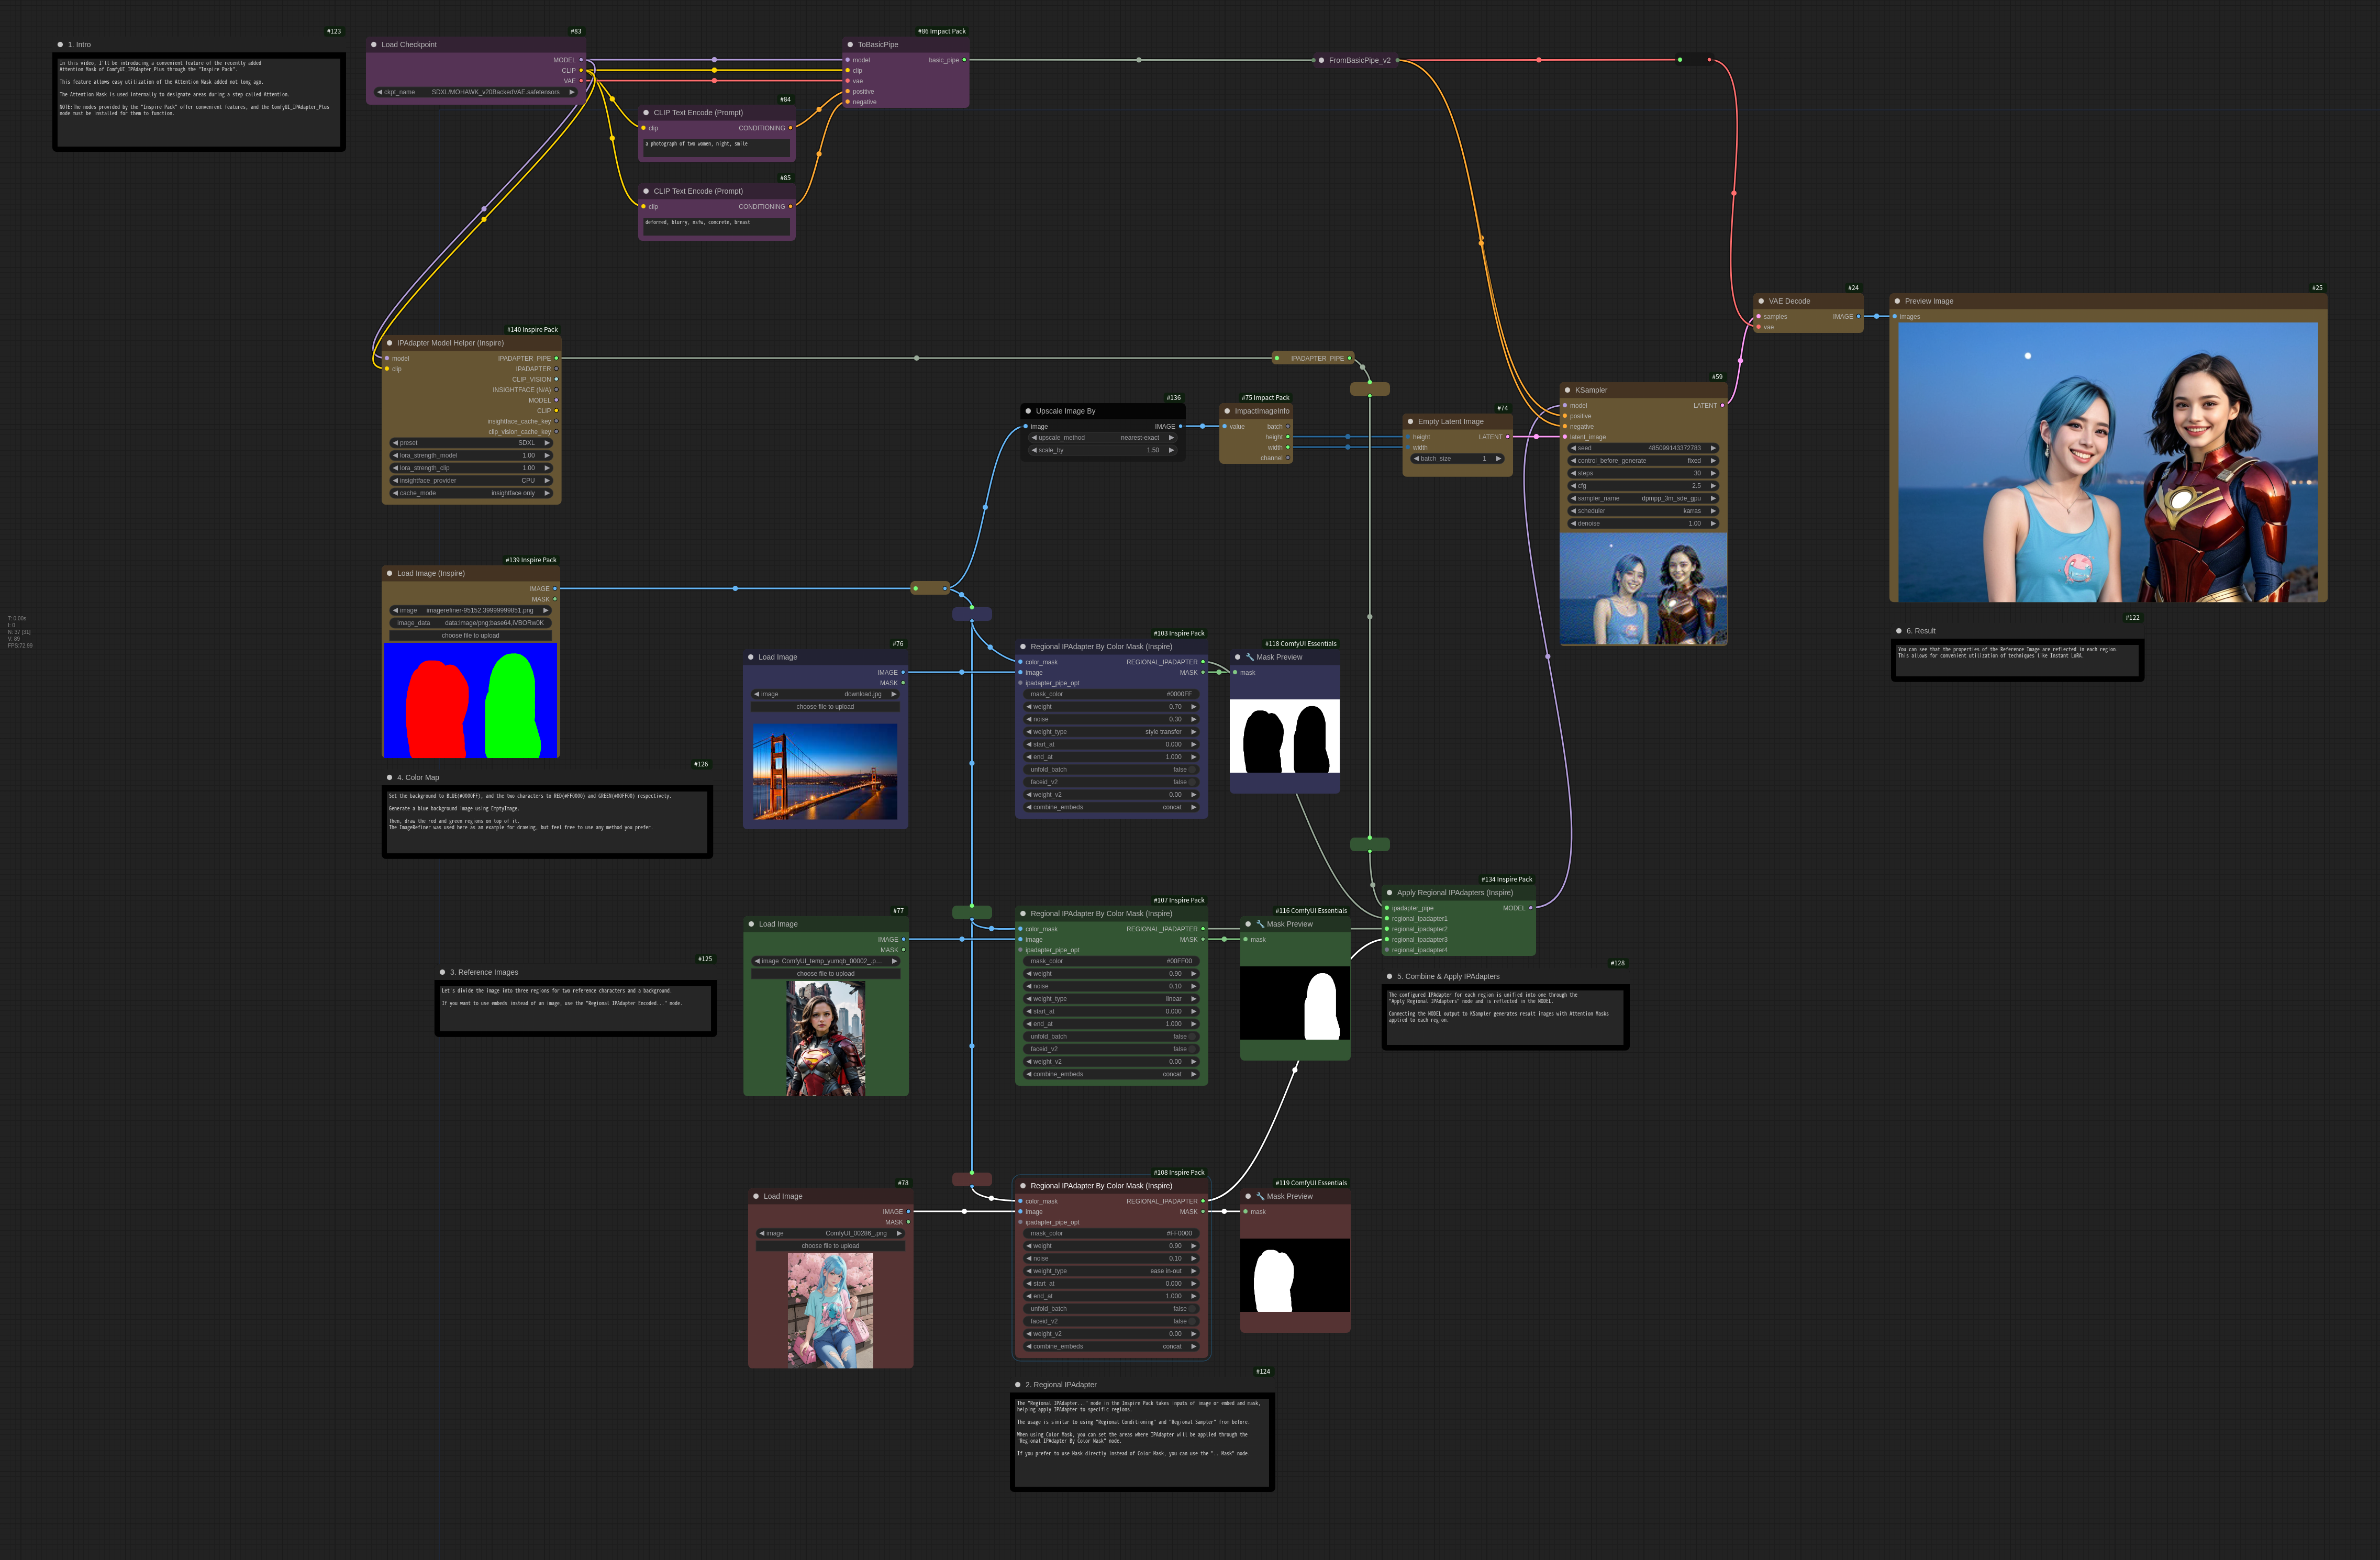 #123
1. Intro
In this video, I'll be introducing a convenient feature of the recently added
Attention Mask of ComfyUI_IPAdapter_Plus through the "Inspire Pack".
This feature allows easy utilization of the Attention Mask added not long ago.
The Attention Mask is used internally to designate areas during a step called Attention.
NOTE:The nodes provided by the "Inspire Pack" offer convenient features, and the ComfyUI_IPAdapter_Plus
node must be installed for them to function.
#83
Load Checkpoint
MODEL
CLIP
VAE
ckpt_name SDXL/MOHAWK_v20BackedVAE.safetensors
#84
CLIP Text Encode (Prompt)
clip CONDITIONING
a photograph of two women, night, smile
#85
CLIP Text Encode (Prompt)
clip CONDITIONING
deformed, blurry, nsfw, concrete, breast
#86 Impact Pack
ToBasicPipe
model basic_pipe
clip
vae
positive
negative
FromBasicPipe_v2
#140 Inspire Pack
IPAdapter Model Helper (Inspire)
model IPADAPTER_PIPE
clip IPADAPTER
CLIP_VISION
INSIGHTFACE (N/A)
MODEL
CLIP
insightface_cache_key
clip_vision_cache_key
preset SDXL
lora_strength_model 1.00
lora_strength_clip 1.00
insightface_provider CPU
cache_mode insightface only
IPADAPTER_PIPE
#136
Upscale Image By
image IMAGE
upscale_method nearest-exact
scale_by 1.50
#75 Impact Pack
ImpactImageInfo
value batch
height
width
channel
#74
Empty Latent Image
height LATENT
width
batch_size 1
#59
KSampler
model LATENT
positive
negative
latent_image
seed 485099143372783
control_before_generate fixed
steps 30
cfg 2.5
sampler_name dpmpp_3m_sde_gpu
scheduler karras
denoise 1.00
#24
VAE Decode
samples IMAGE
vae
#25
Preview Image
images
#122
6. Result
You can see that the properties of the Reference Image are reflected in each region.
This allows for convenient utilization of techniques like Instant LoRA.
T: 0.00s
I: 0
N: 37 [31]
V: 89
FPS:72.99
#139 Inspire Pack
Load Image (Inspire)
IMAGE
MASK
image imagerefiner-95152.39999999851.png
image_data data:image/png;base64,iVBORw0K
choose file to upload
#126
4. Color Map
Set the background to BLUE(#0000FF), and the two characters to RED(#FF0000) and GREEN(#00FF00) respectively.
Generate a blue background image using EmptyImage.
Then, draw the red and green regions on top of it.
The ImageRefiner was used here as an example for drawing, but feel free to use any method you prefer.
#76
Load Image
IMAGE
MASK
image download.jpg
choose file to upload
#103 Inspire Pack
Regional IPAdapter By Color Mask (Inspire)
color_mask REGIONAL_IPADAPTER
image MASK
ipadapter_pipe_opt
mask_color #0000FF
weight 0.70
noise 0.30
weight_type style transfer
start_at 0.000
end_at 1.000
unfold_batch false
faceid_v2 false
weight_v2 0.00
combine_embeds concat
#118 ComfyUI Essentials
🔧 Mask Preview
mask
#77
Load Image
IMAGE
MASK
image ComfyUI_temp_yumqb_00002_.p...
choose file to upload
#107 Inspire Pack
Regional IPAdapter By Color Mask (Inspire)
color_mask REGIONAL_IPADAPTER
image MASK
ipadapter_pipe_opt
mask_color #00FF00
weight 0.90
noise 0.10
weight_type linear
start_at 0.000
end_at 1.000
unfold_batch false
faceid_v2 false
weight_v2 0.00
combine_embeds concat
#116 ComfyUI Essentials
🔧 Mask Preview
mask
#134 Inspire Pack
Apply Regional IPAdapters (Inspire)
ipadapter_pipe MODEL
regional_ipadapter1
regional_ipadapter2
regional_ipadapter3
regional_ipadapter4
#125
3. Reference Images
Let's divide the image into three regions for two reference characters and a background.
If you want to use embeds instead of an image, use the "Regional IPAdapter Encoded..." node.
#128
5. Combine & Apply IPAdapters
The configured IPAdapter for each region is unified into one through the
"Apply Regional IPAdapters" node and is reflected in the MODEL.
Connecting the MODEL output to KSampler generates result images with Attention Masks
applied to each region.
#78
Load Image
IMAGE
MASK
image ComfyUI_00286_.png
choose file to upload
#108 Inspire Pack
Regional IPAdapter By Color Mask (Inspire)
color_mask REGIONAL_IPADAPTER
image MASK
ipadapter_pipe_opt
mask_color #FF0000
weight 0.90
noise 0.10
weight_type ease in-out
start_at 0.000
end_at 1.000
unfold_batch false
faceid_v2 false
weight_v2 0.00
combine_embeds concat
#119 ComfyUI Essentials
🔧 Mask Preview
mask
#124
2. Regional IPAdapter
The "Regional IPAdapter..." node in the Inspire Pack takes inputs of image or embed and mask,
helping apply IPAdapter to specific regions.
The usage is similar to using "Regional Conditioning" and "Regional Sampler" from before.
When using Color Mask, you can set the areas where IPAdapter will be applied through the
"Regional IPAdapter By Color Mask" node.
If you prefer to use Mask directly instead of Color Mask, you can use the ".. Mask" node.